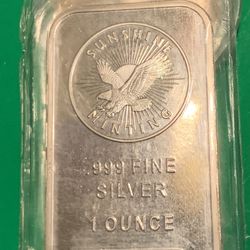 SUNSHINE
MINTING
.999 FINE
SILVER
1 OUNCE